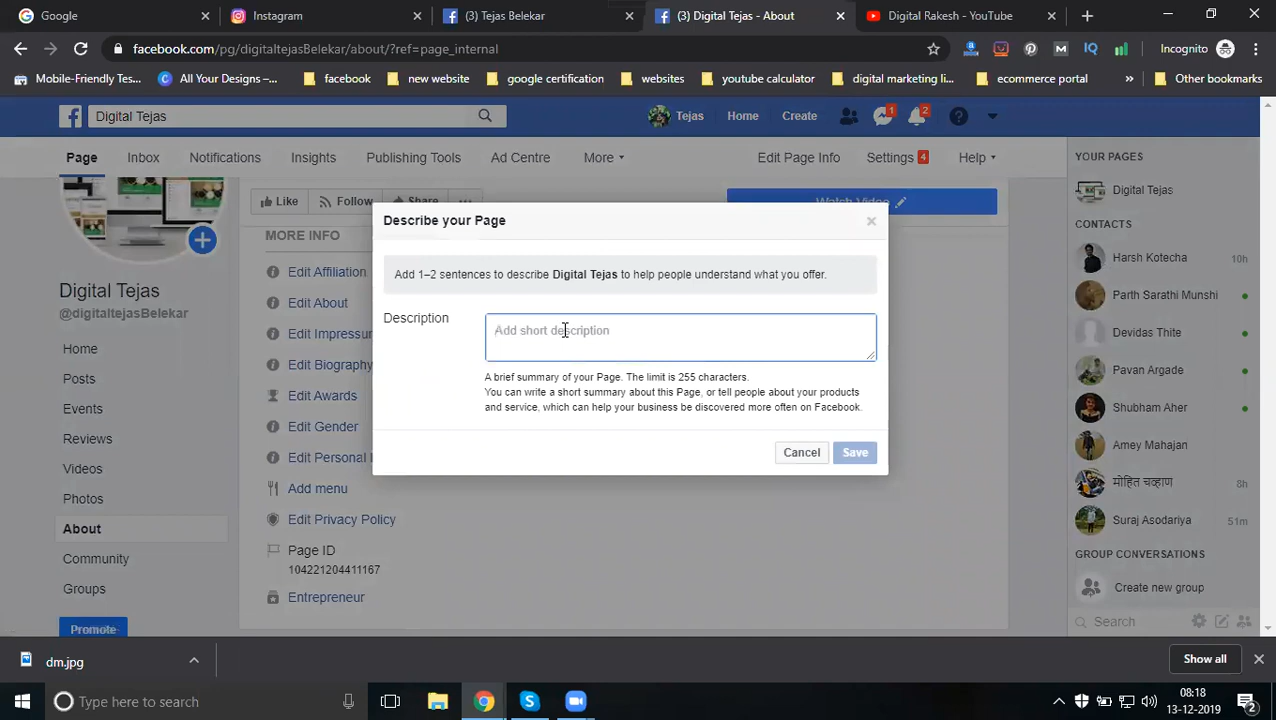 Google
Instagram
(3) Tejas Belekar
(3) Digital Tejas - About
Digital Rakesh - YouTube
facebook.com/pg/digitaltejasBelekar/about/?ref=page_internal
Incognito
Mobile-Friendly Tes...
All Your Designs –...
facebook
new website
google certification
websites
youtube calculator
digital marketing li...
ecommerce portal
Other bookmarks
Digital Tejas
Tejas
Home
Create
1
2
Page
Inbox
Notifications
Insights
Publishing Tools
Ad Centre
More
Edit Page Info
Settings 4
Help
YOUR PAGES
Digital Tejas
CONTACTS
Harsh Kotecha 10h
Parth Sarathi Munshi
Devidas Thite
Pavan Argade
Shubham Aher
Amey Mahajan
मोहित चव्हाण 8h
Suraj Asodariya 51m
GROUP CONVERSATIONS
Create new group
Search
Like
Follow
Share
Watch Video
Digital Tejas
@digitaltejasBelekar
Home
Posts
Events
Reviews
Videos
Photos
About
Community
Groups
Promote
MORE INFO
Edit Affiliation
Edit About
Edit Impressu
Edit Biography
Edit Awards
Edit Gender
Edit Personal I
Add menu
Edit Privacy Policy
Page ID
104221204411167
Entrepreneur
Describe your Page
Add 1–2 sentences to describe Digital Tejas to help people understand what you offer.
Description
Add short description
A brief summary of your Page. The limit is 255 characters.
You can write a short summary about this Page, or tell people about your products
and service, which can help your business be discovered more often on Facebook.
Cancel
Save
dm.jpg
Show all
Type here to search
08:18
13-12-2019
2